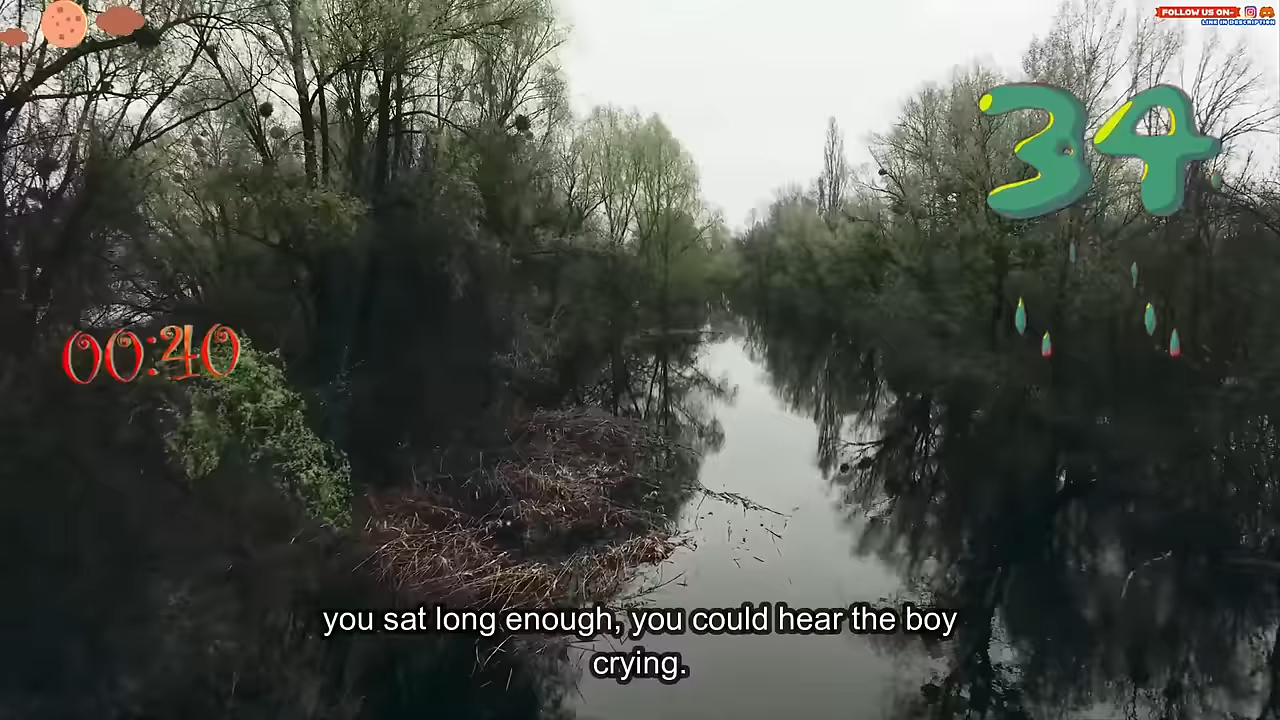 FOLLOW US ON-
LINK IN DESCRIPTION
34
00:40
you sat long enough, you could hear the boy
crying.